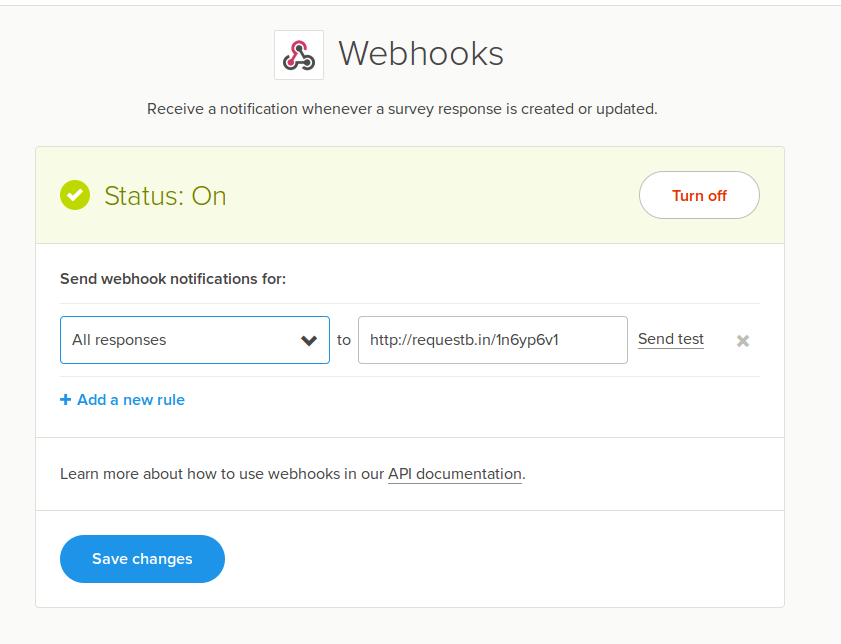 Webhooks
Receive a notification whenever a survey response is created or updated.
Status: On
Turn off
Send webhook notifications for:
All responses to http://requestb.in/1n6yp6v1 Send test
+ Add a new rule
Learn more about how to use webhooks in our API documentation.
Save changes